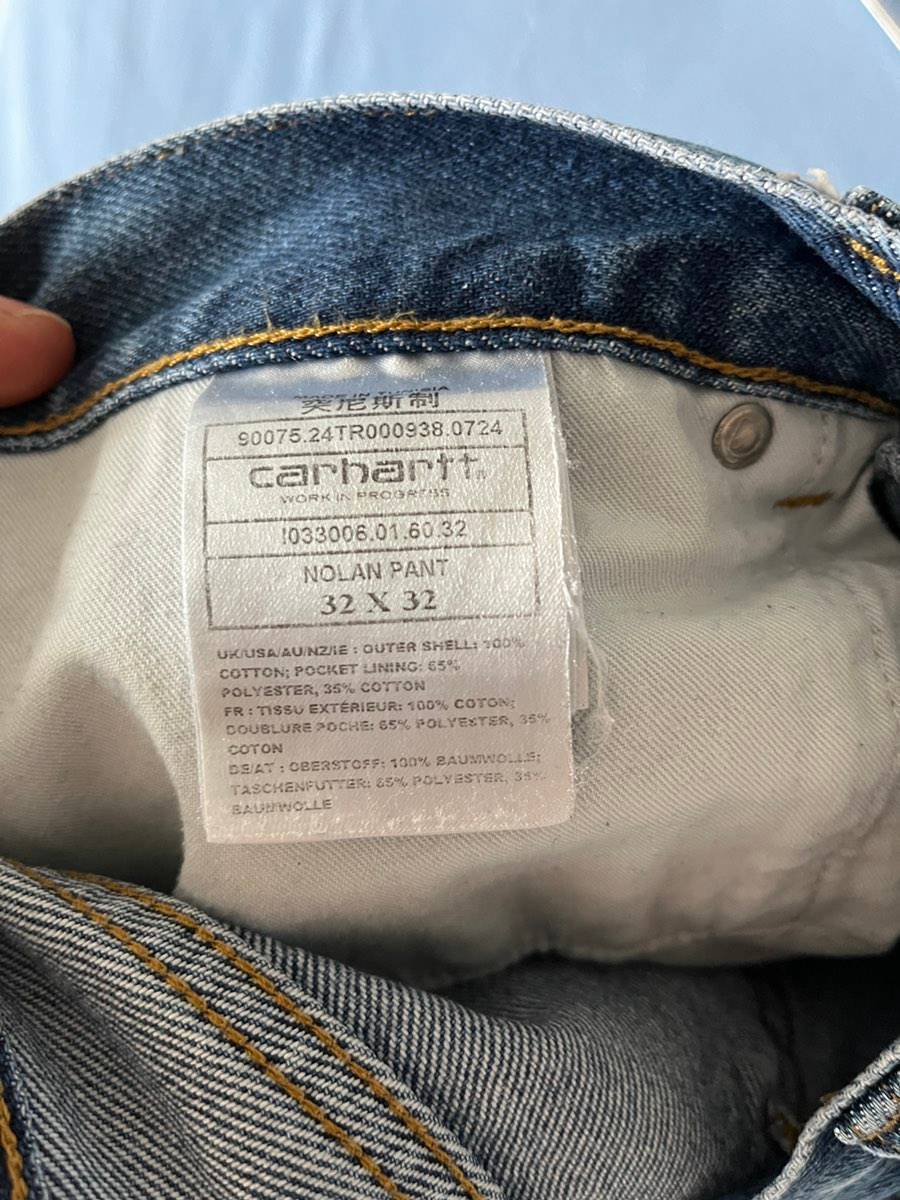 突尼斯制
90075.24TR000938.0724
carhartt®
WORK IN PROGRESS
I033006.01.60.32
NOLAN PANT
32 X 32
UK/USA/AU/NZ/IE : OUTER SHELL: 100%
COTTON; POCKET LINING: 65%
POLYESTER, 35% COTTON
FR : TISSU EXTÉRIEUR: 100% COTON;
DOUBLURE POCHE: 65% POLYESTER, 35%
COTON
DE/AT : OBERSTOFF: 100% BAUMWOLLE;
TASCHENFUTTER: 65% POLYESTER, 35%
BAUMWOLLE